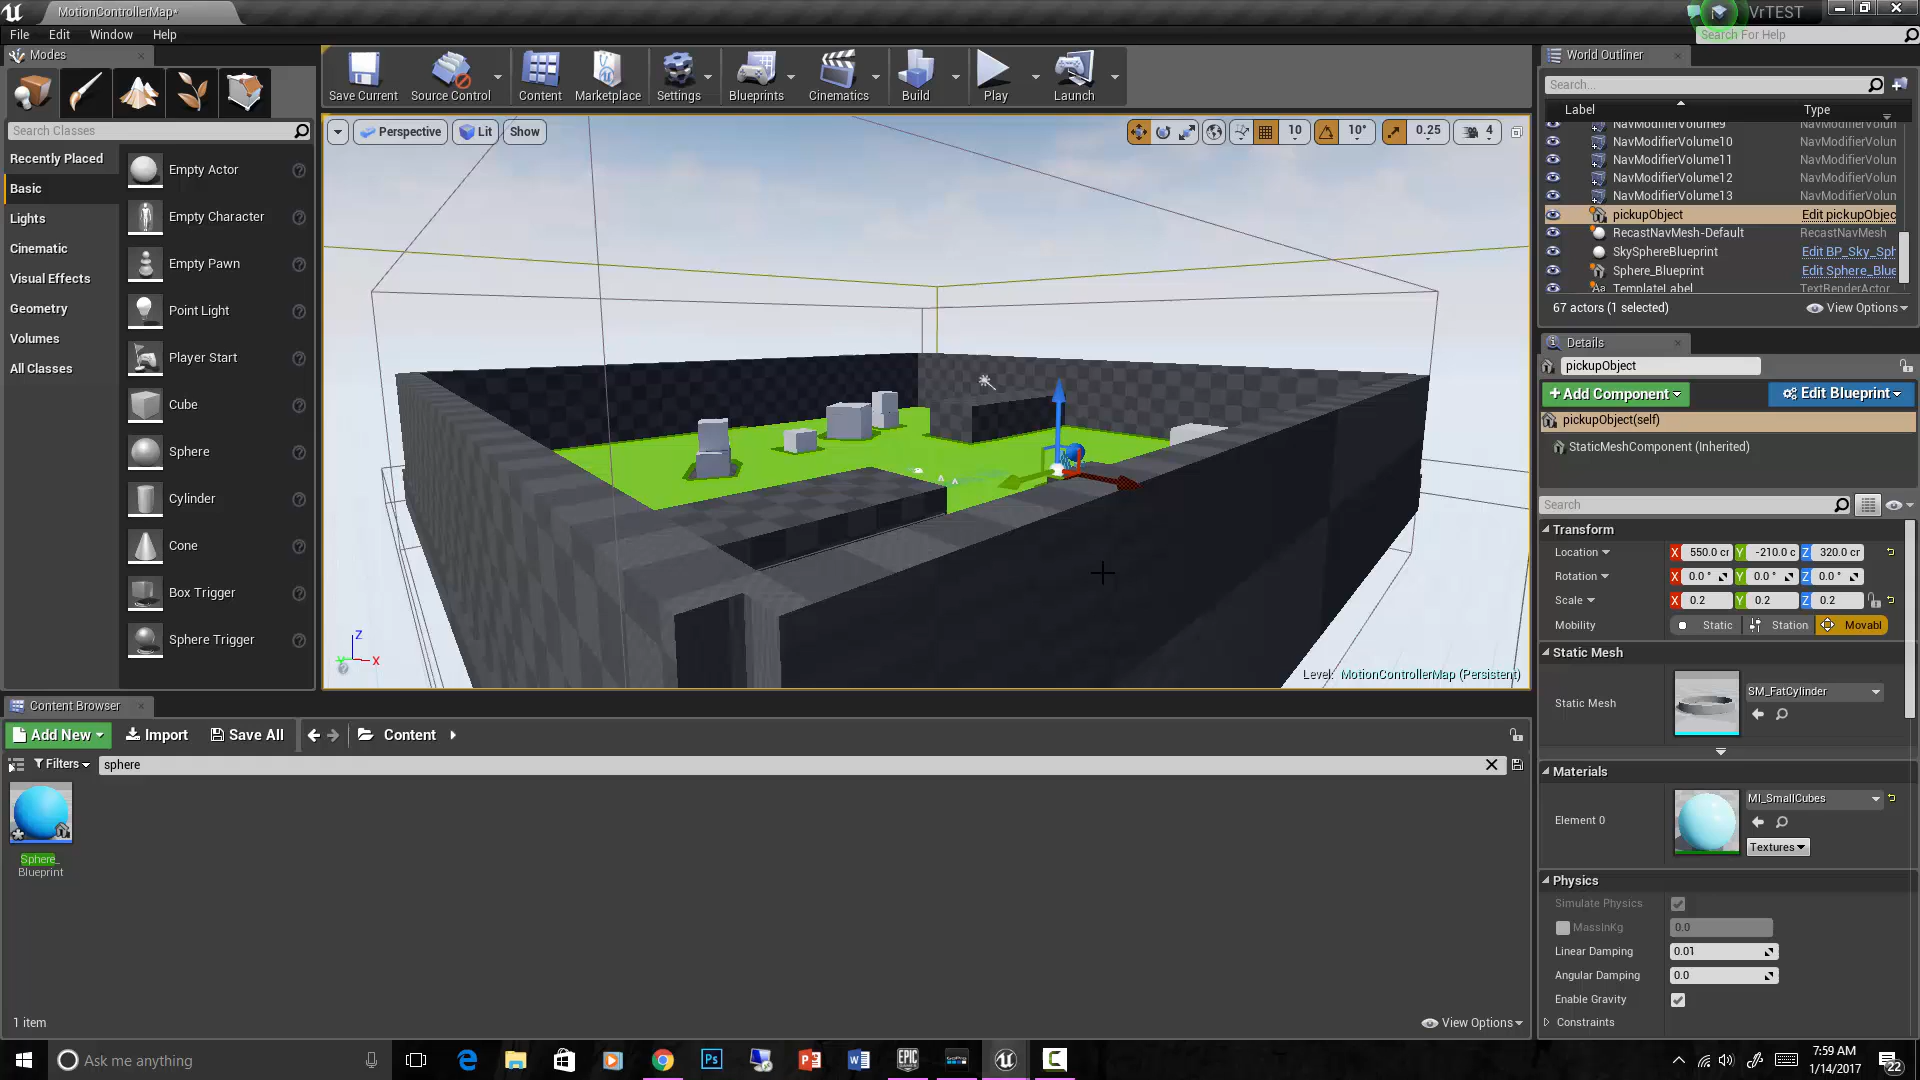 MotionControllerMap*
VrTEST
File Edit Window Help
Search For Help
Modes
Save Current Source Control Content Marketplace Settings Blueprints Cinematics Build Play Launch
World Outliner
Search...
Label Type
Search Classes
Perspective Lit Show 10 10° 0.25 4
Recently Placed
Basic
Lights
Cinematic
Visual Effects
Geometry
Volumes
All Classes
Empty Actor
Empty Character
Empty Pawn
Point Light
Player Start
Cube
Sphere
Cylinder
Cone
Box Trigger
Sphere Trigger
NavModifierVolume9 NavModifierVolun
NavModifierVolume10 NavModifierVolun
NavModifierVolume11 NavModifierVolun
NavModifierVolume12 NavModifierVolun
NavModifierVolume13 NavModifierVolun
pickupObject Edit pickupObjec
RecastNavMesh-Default RecastNavMesh
SkySphereBlueprint Edit BP_Sky_Sph
Sphere_Blueprint Edit Sphere_Blue
TemplateLabel TextRenderActor
67 actors (1 selected) View Options
Details
pickupObject
+Add Component Edit Blueprint
pickupObject(self)
StaticMeshComponent (Inherited)
Search
Transform
Location X 550.0 cr Y -210.0 c Z 320.0 cr
Rotation X 0.0 ° Y 0.0 ° Z 0.0 °
Scale X 0.2 Y 0.2 Z 0.2
Mobility Static Station Movabl
Static Mesh
Static Mesh SM_FatCylinder
Materials
Element 0 MI_SmallCubes
Textures
Physics
Simulate Physics
MassInKg 0.0
Linear Damping 0.01
Angular Damping 0.0
Enable Gravity
Constraints
Z
X
Y
Level: MotionControllerMap (Persistent)
Content Browser
Add New Import Save All Content
Filters sphere
Sphere_
Blueprint
1 item View Options
Ask me anything
EPIC
GAMES
7:59 AM
1/14/2017
22